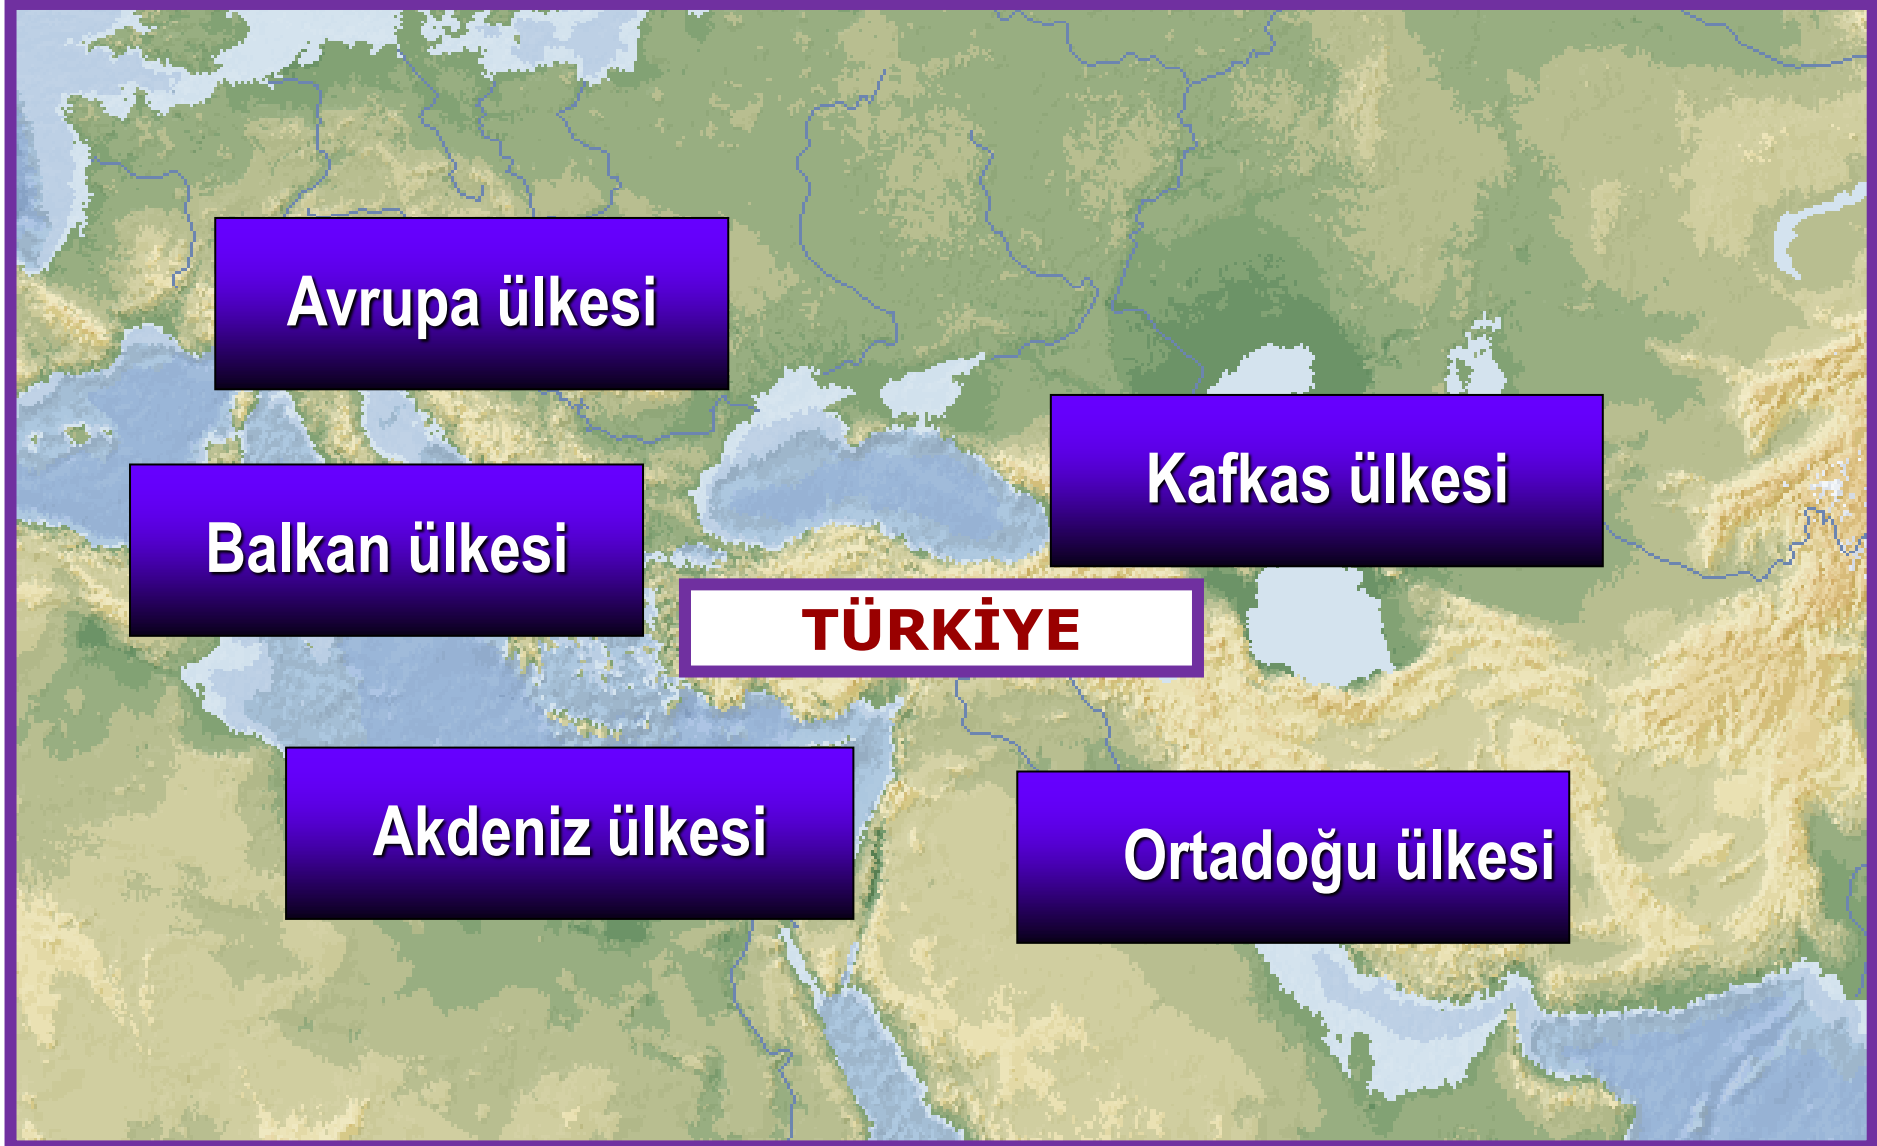 Avrupa ülkesi
Kafkas ülkesi
Balkan ülkesi
TÜRKİYE
Akdeniz ülkesi
Ortadoğu ülkesi